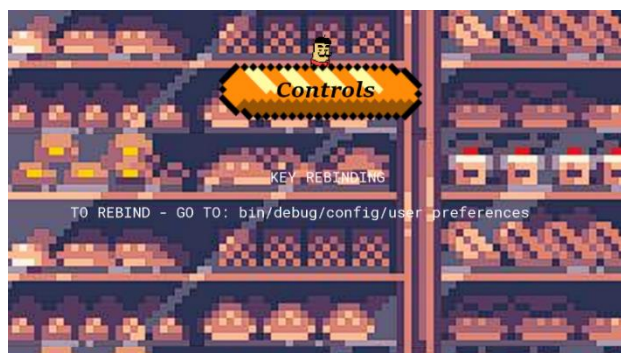 Controls
KEY REBINDING
TO REBIND - GO TO: bin/debug/config/user preferences